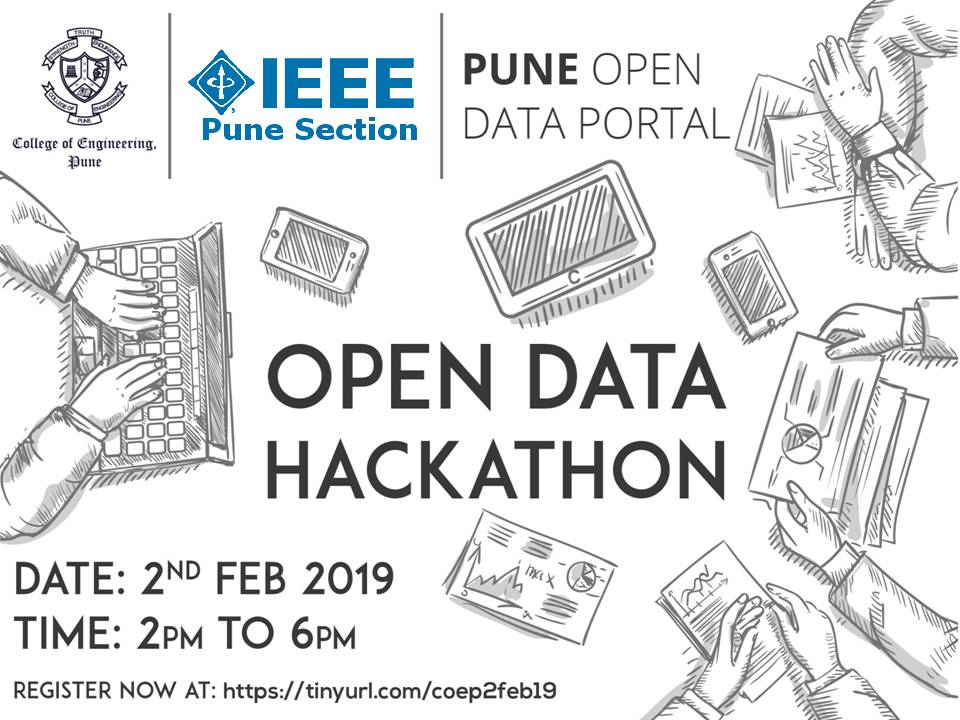 TRUTH
STRENGTH
ENDURANCE
COLLEGE OF ENGINEERING
PUNE
College of Engineering,
Pune
IEEE
Pune Section
PUNE OPEN
DATA PORTAL
OPEN DATA
HACKATHON
DATE: 2ND FEB 2019
TIME: 2PM TO 6PM
REGISTER NOW AT: https://tinyurl.com/coep2feb19